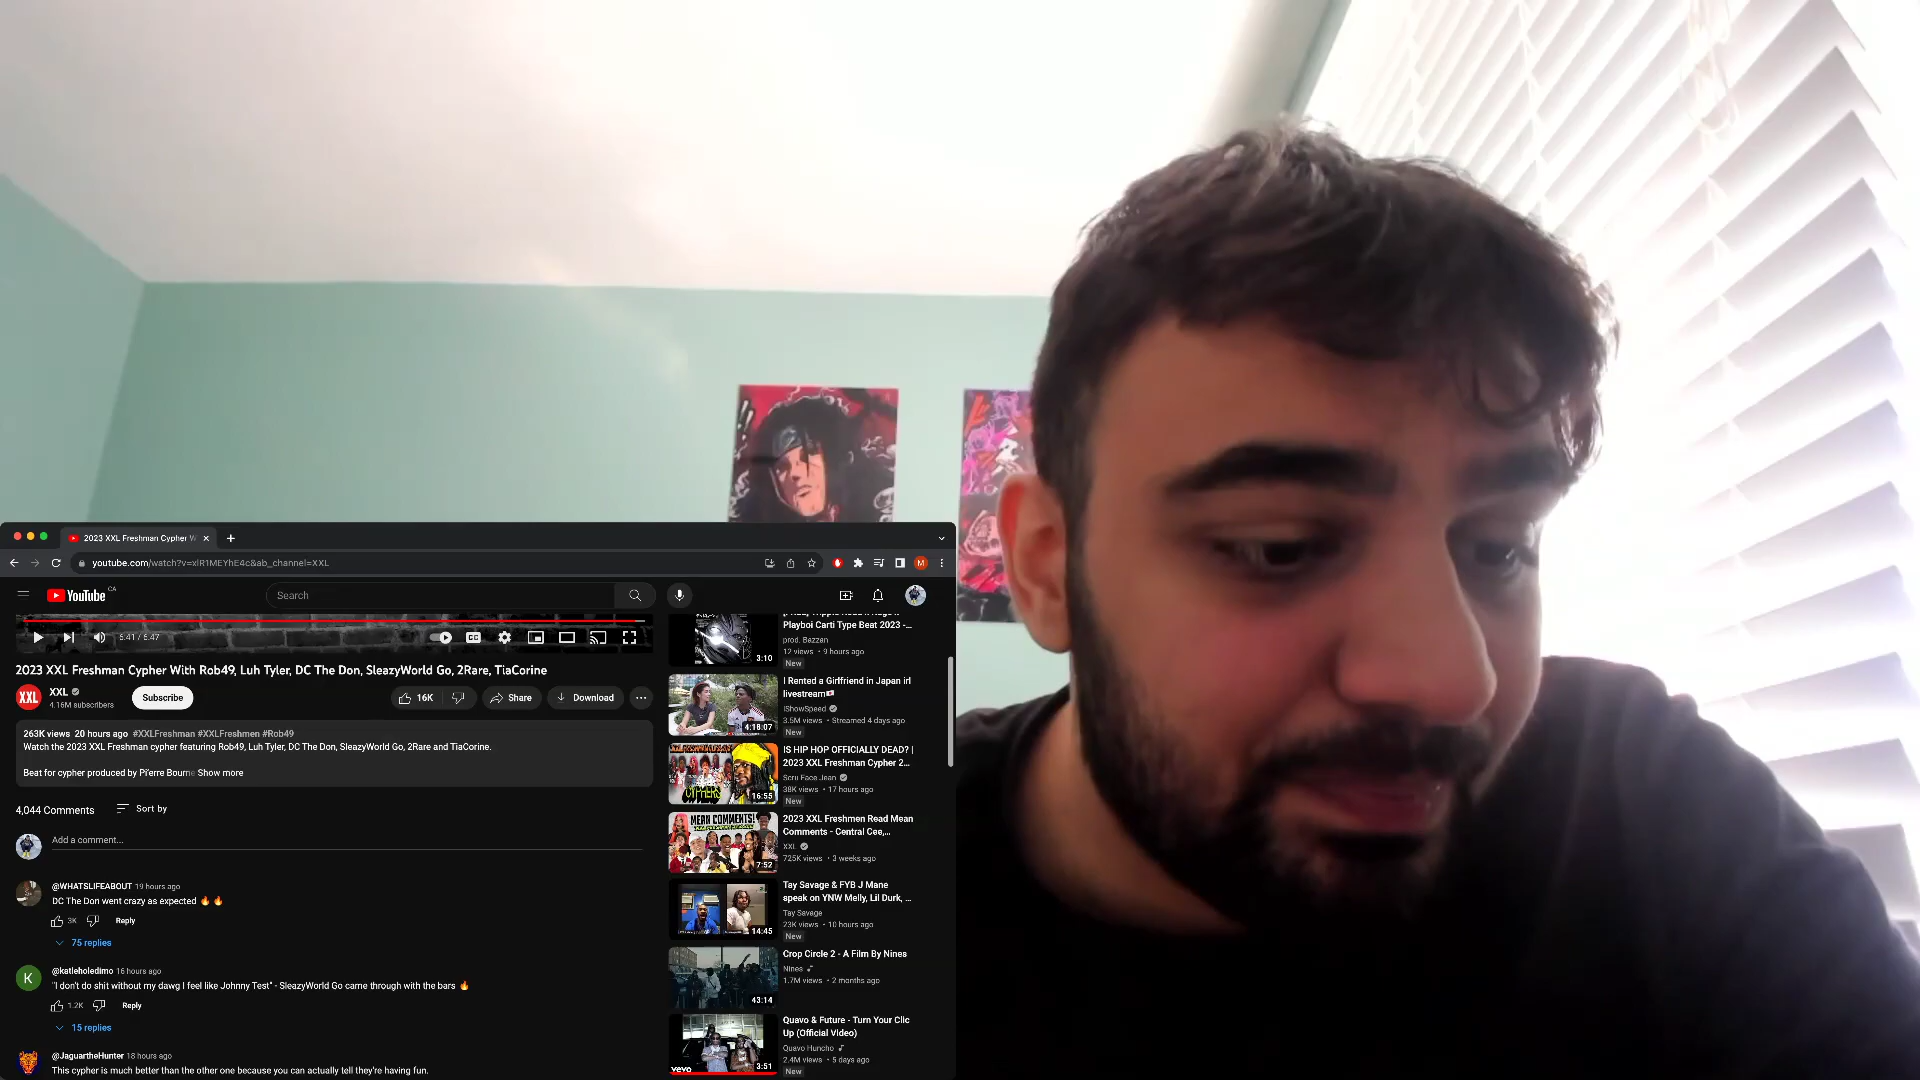 2023 XXL Freshman Cypher W
youtube.com/watch?v=xlR1MEYhE4c&ab_channel=XXL
M
YouTube CA
Search
6:41 / 6:47
CC
2023 XXL Freshman Cypher With Rob49, Luh Tyler, DC The Don, SleazyWorld Go, 2Rare, TiaCorine
XXL
XXL
4.16M subscribers
Subscribe
16K
Share
Download
263K views 20 hours ago #XXLFreshman #XXLFreshmen #Rob49
Watch the 2023 XXL Freshman cypher featuring Rob49, Luh Tyler, DC The Don, SleazyWorld Go, 2Rare and TiaCorine.
Beat for cypher produced by Pi'erre Bourne Show more
4,044 Comments
Sort by
Add a comment...
@WHATSLIFEABOUT 19 hours ago
DC The Don went crazy as expected 🔥 🔥
3K
Reply
75 replies
K
@katleholedimo 16 hours ago
"I don't do shit without my dawg I feel like Johnny Test" - SleazyWorld Go came through with the bars 🔥
1.2K
Reply
15 replies
@JaguartheHunter 18 hours ago
This cypher is much better than the other one because you can actually tell they're having fun.
Playboi Carti Type Beat 2023 -...
prod. Bazzan
12 views • 9 hours ago
New
3:10
I Rented a Girlfriend in Japan irl
livestream
IShowSpeed
3.5M views • Streamed 4 days ago
New
4:18:07
IS HIP HOP OFFICIALLY DEAD? |
2023 XXL Freshman Cypher 2...
Scru Face Jean
38K views • 17 hours ago
New
CYPHERS
16:55
2023 XXL Freshmen Read Mean
Comments - Central Cee,...
XXL
725K views • 3 weeks ago
MEAN COMMENTS!
7:52
Tay Savage & FYB J Mane
speak on YNW Melly, Lil Durk, ...
Tay Savage
23K views • 10 hours ago
New
14:45
Crop Circle 2 - A Film By Nines
Nines
1.7M views • 2 months ago
43:14
Quavo & Future - Turn Your Clic
Up (Official Video)
Quavo Huncho
2.4M views • 5 days ago
New
vevo
3:51